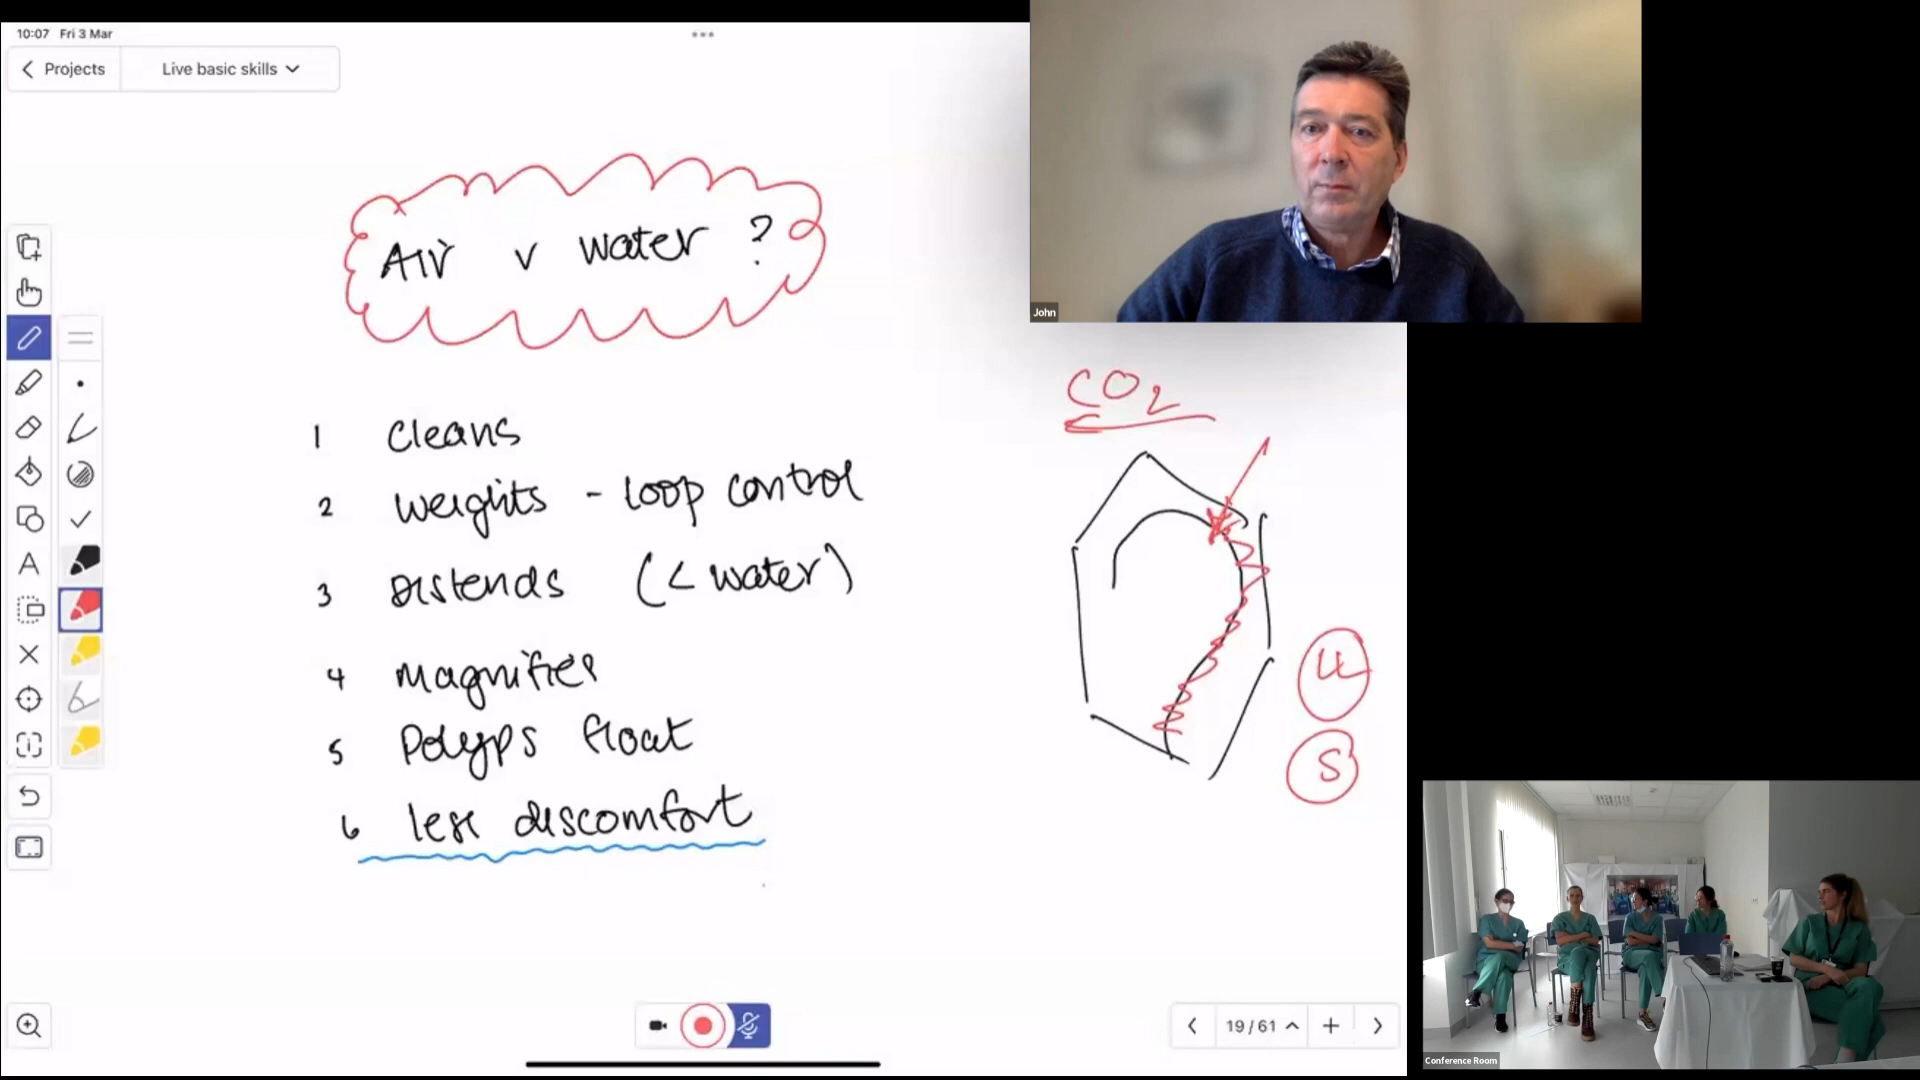 10:07 Fri 3 Mar
Projects
Live basic skills
Air v water ?
1 cleans
2 weights - loop control
3 Distends (< water)
4 Magnifies
5 Polyps float
6 less discomfort
CO2
S
A
19/61
John
Conference Room